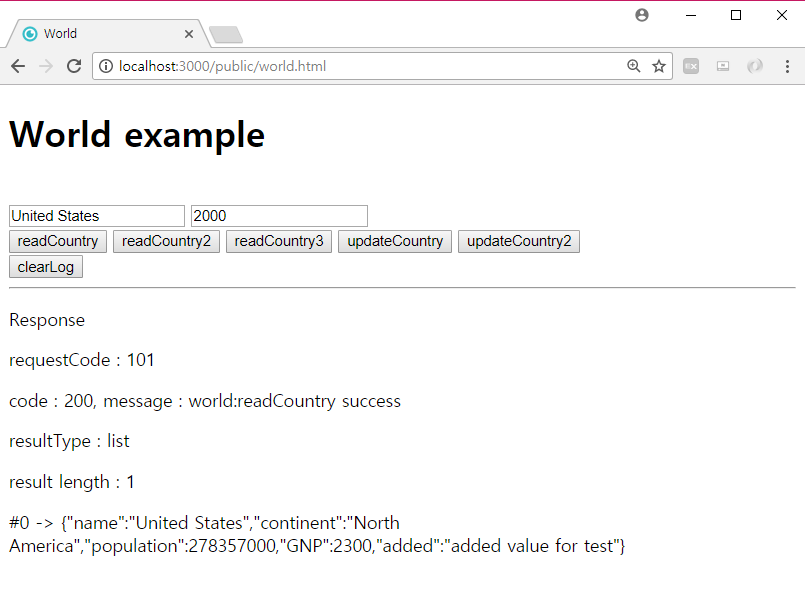 World
localhost:3000/public/world.html
World example
United States 2000
readCountry readCountry2 readCountry3 updateCountry updateCountry2
clearLog
Response
requestCode : 101
code : 200, message : world:readCountry success
resultType : list
result length : 1
#0 -> {"name":"United States","continent":"North
America","population":278357000,"GNP":2300,"added":"added value for test"}